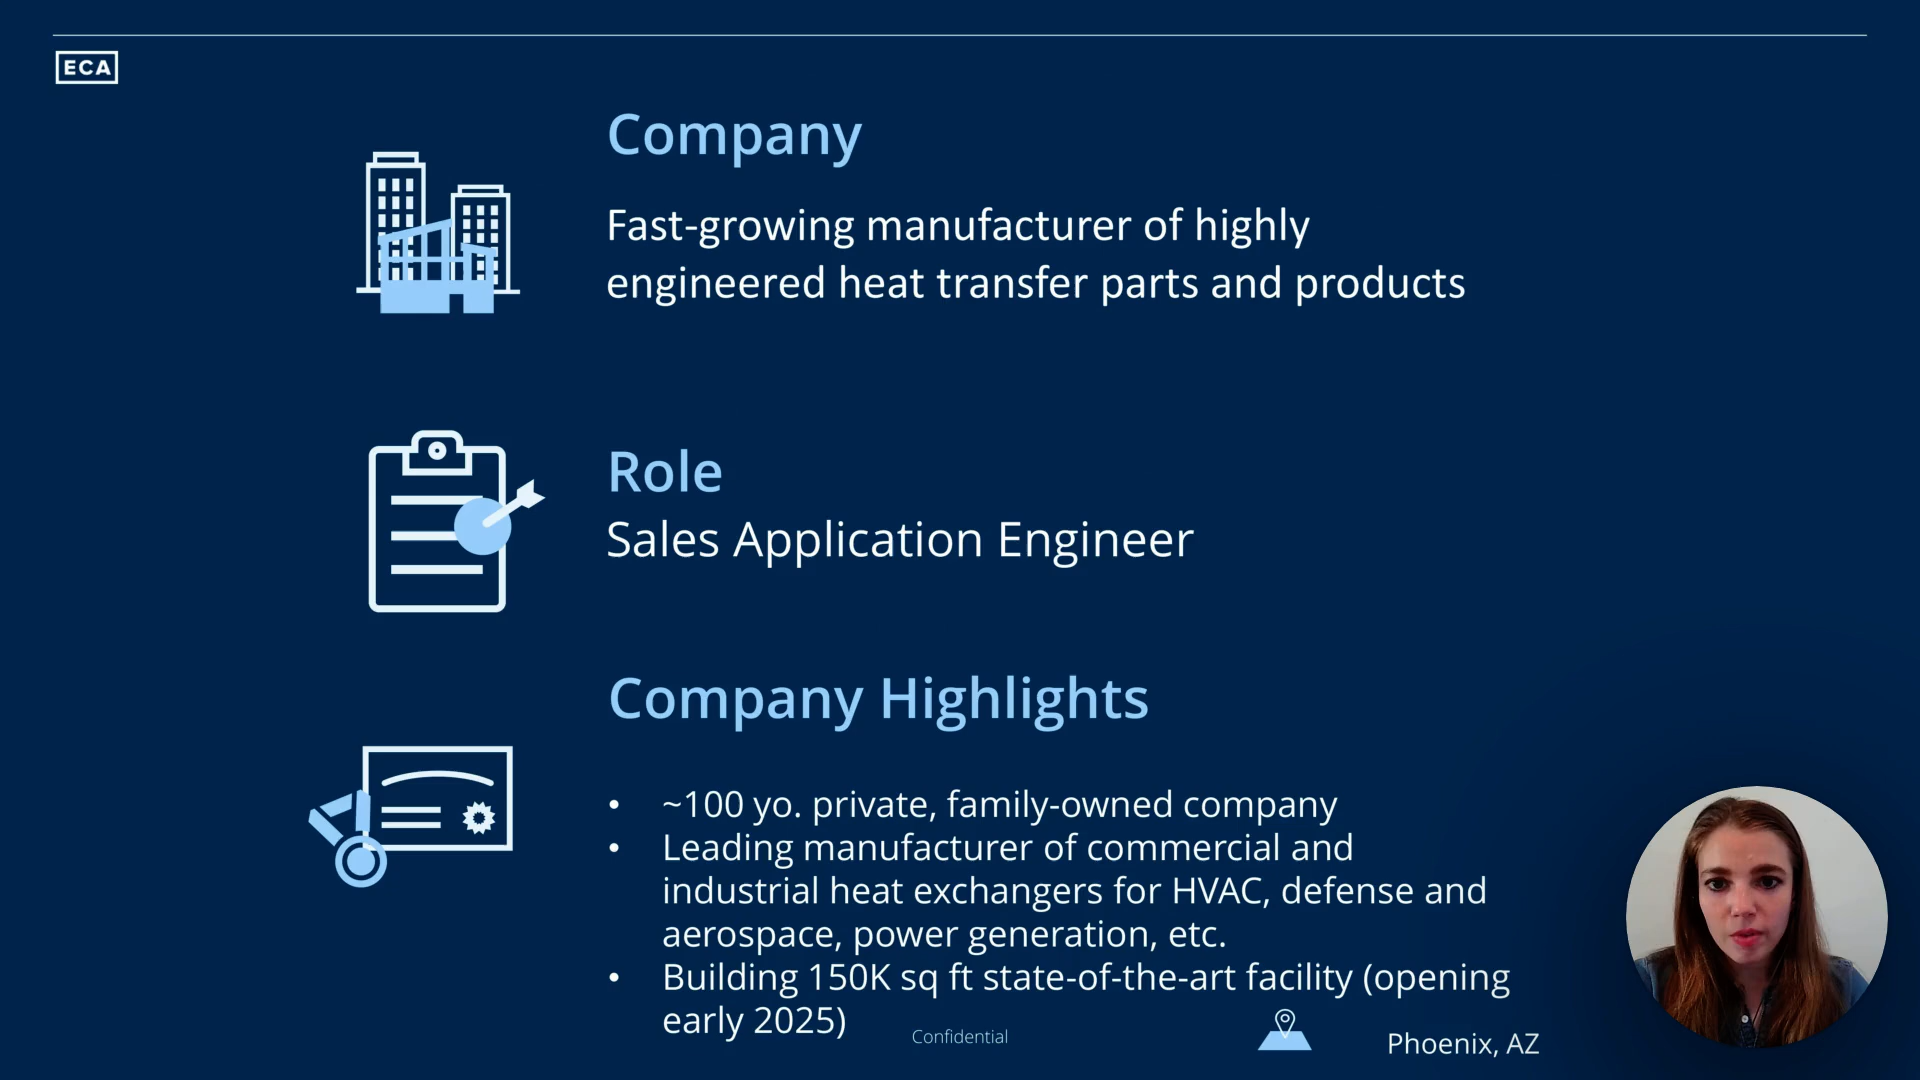 ECA
Company
Fast-growing manufacturer of highly
engineered heat transfer parts and products
Role
Sales Application Engineer
Company Highlights
• ~100 yo. private, family-owned company
• Leading manufacturer of commercial and
industrial heat exchangers for HVAC, defense and
aerospace, power generation, etc.
• Building 150K sq ft state-of-the-art facility (opening
early 2025)
Confidential
Phoenix, AZ